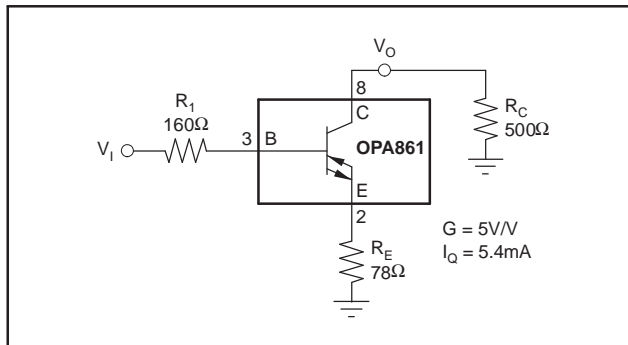 V_O
8
R_1
160Ω
C
R_C
500Ω
3 B
OPA861
V_I
E
2
G = 5V/V
I_Q = 5.4mA
R_E
78Ω